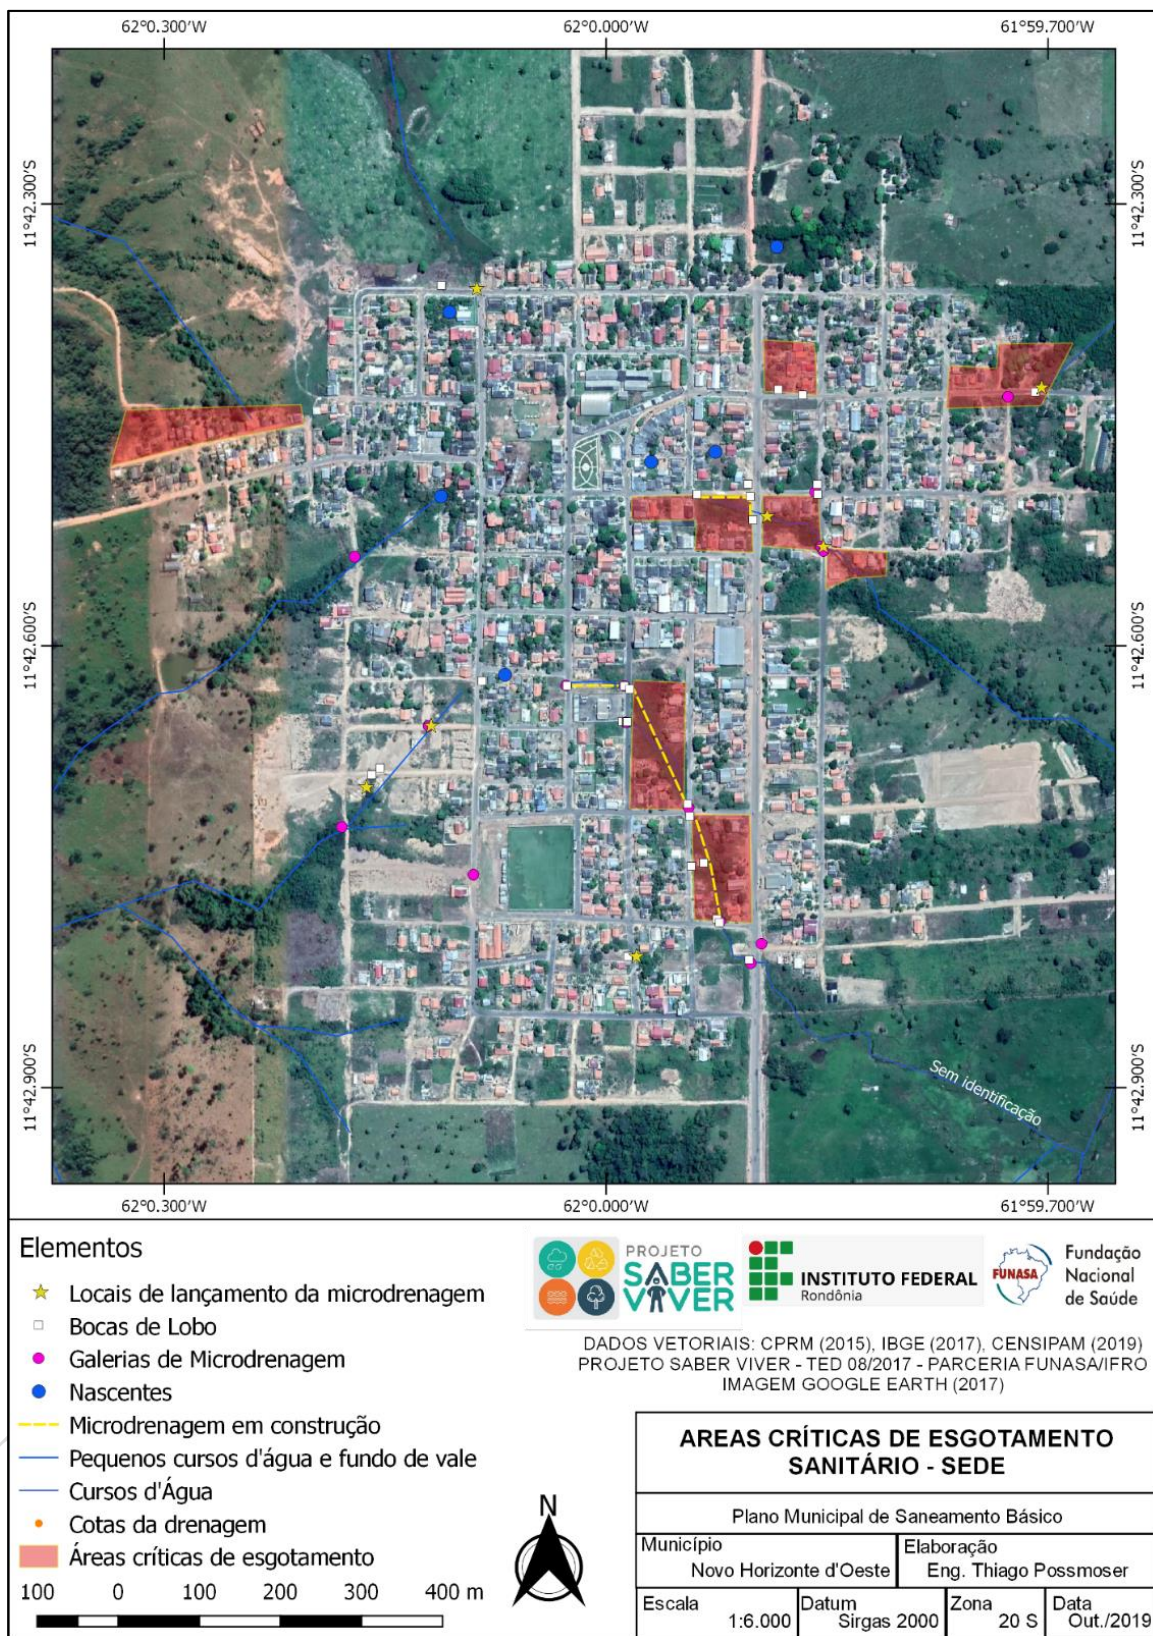 62°0.300'W 62°0.000'W 61°59.700'W
11°42.300'S 11°42.300'S
11°42.600'S 11°42.600'S
11°42.900'S 11°42.900'S
Sem identificação
62°0.300'W 62°0.000'W 61°59.700'W
Elementos
Locais de lançamento da microdrenagem
Bocas de Lobo
Galerias de Microdrenagem
Nascentes
Microdrenagem em construção
Pequenos cursos d'água e fundo de vale
Cursos d'Água
Cotas da drenagem
Áreas críticas de esgotamento
100 0 100 200 300 400 m
N
PROJETO
SABER
VIVER
INSTITUTO FEDERAL
Rondônia
FUNASA
Fundação
Nacional
de Saúde
DADOS VETORIAIS: CPRM (2015), IBGE (2017), CENSIPAM (2019)
PROJETO SABER VIVER - TED 08/2017 - PARCERIA FUNASA/IFRO
IMAGEM GOOGLE EARTH (2017)
AREAS CRÍTICAS DE ESGOTAMENTO
SANITÁRIO - SEDE
Plano Municipal de Saneamento Básico
Município
Novo Horizonte d'Oeste
Elaboração
Eng. Thiago Possmoser
Escala
1:6.000
Datum
Sirgas 2000
Zona
20 S
Data
Out./2019